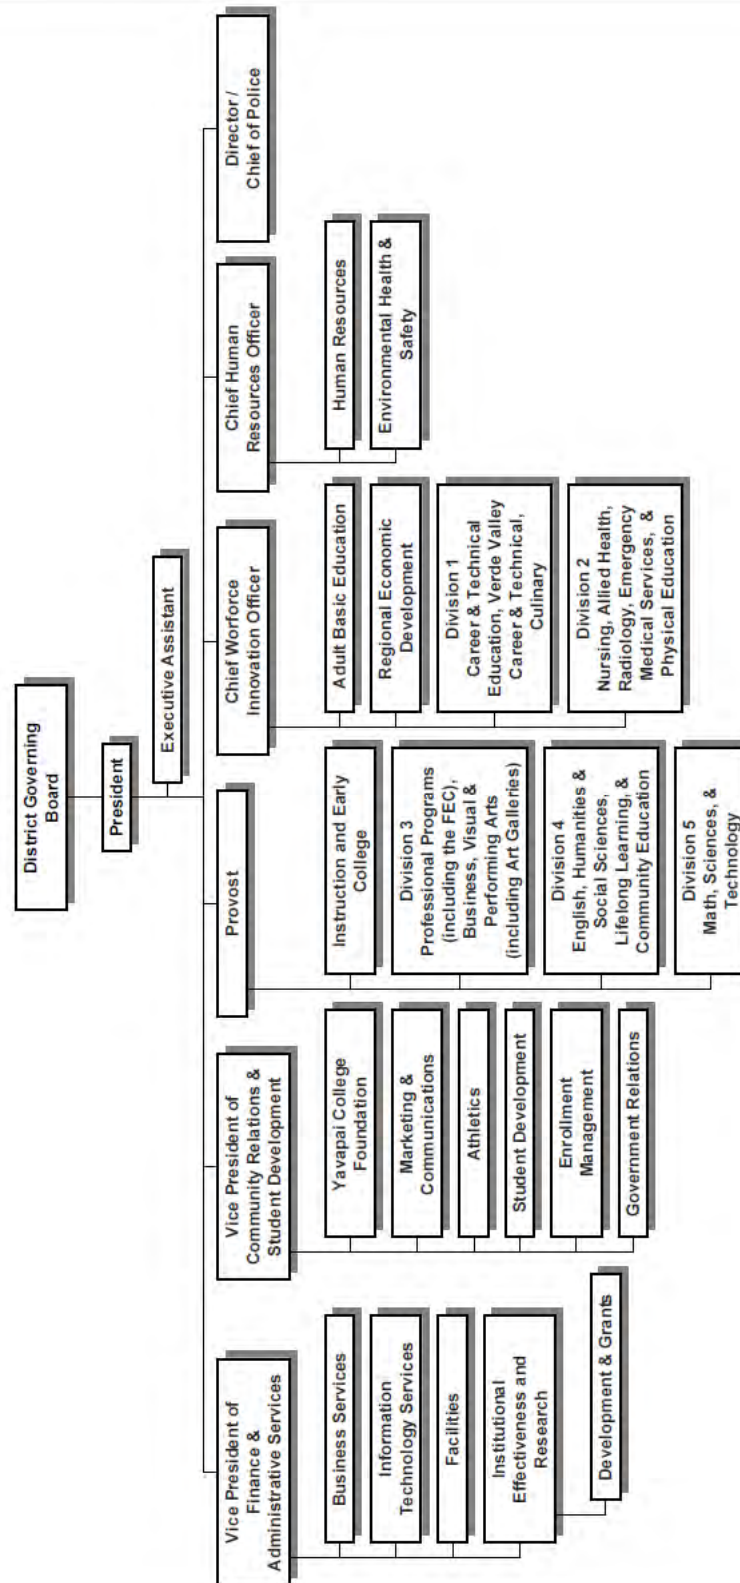 District Governing
Board
President
Executive Assistant
Vice President of
Finance &
Administrative Services
Business Services
Information
Technology Services
Facilities
Institutional
Effectiveness and
Research
Development & Grants
Vice President of
Community Relations &
Student Development
Yavapai College
Foundation
Marketing &
Communications
Athletics
Student Development
Enrollment
Management
Government Relations
Provost
Instruction and Early
College
Division 3
Professional Programs
(including the FEC),
Business, Visual &
Performing Arts
(including Art Galleries)
Division 4
English, Humanities &
Social Sciences,
Lifelong Learning, &
Community Education
Division 5
Math, Sciences, &
Technology
Chief Worforce
Innovation Officer
Adult Basic Education
Regional Economic
Development
Division 1
Career & Technical
Education, Verde Valley
Career & Technical,
Culinary
Division 2
Nursing, Allied Health,
Radiology, Emergency
Medical Services, &
Physical Education
Chief Human
Resources Officer
Human Resources
Environmental Health &
Safety
Director /
Chief of Police